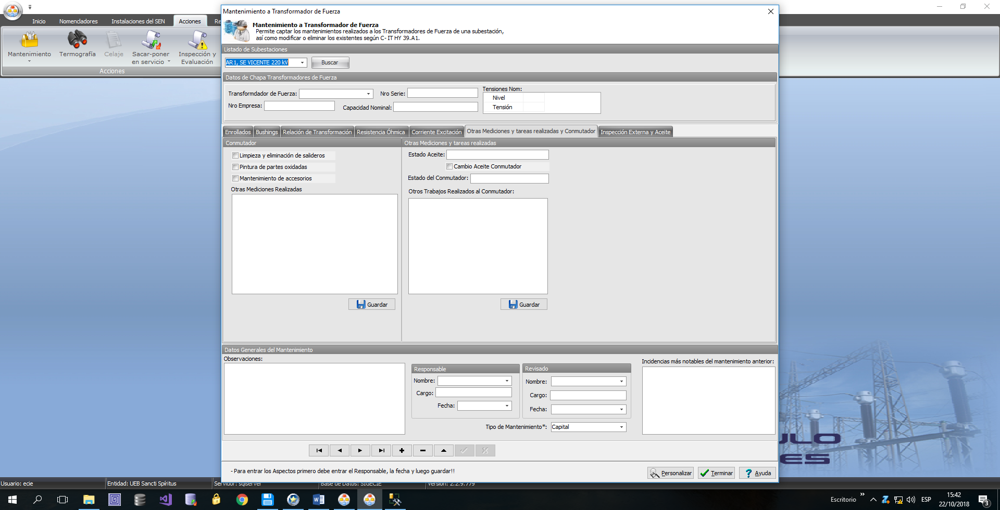 Mantenimiento a Transformador de Fuerza
Inicio
Nomencladores
Instalaciones del SEN
Acciones
Re
Mantenimiento
Termografía
Celaje
Sacar-poner
en servicio
Inspección y
Evaluación
Acciones
Mantenimiento a Transformador de Fuerza
Permite captar los mantenimientos realizados a los Transformadores de Fuerza de una subestación,
así como modificar o eliminar los existentes según C- IT HY 39.A1.
Listado de Subestaciones
AR1, SE VICENTE 220 kV
Buscar
Datos de Chapa Transformadores de Fuerza
Transformdador de Fuerza:
Nro Serie:
Tensiones Nom:
Nivel
Tensión
Nro Empresa:
Capacidad Nominal:
Enrollados
Bushings
Relación de Transformación
Resistencia Óhmica
Corriente Excitación
Otras Mediciones y tareas realizadas y Conmutador
Inspección Externa y Aceite
Conmutador
Limpieza y eliminación de salideros
Pintura de partes oxidadas
Mantenimiento de accesorios
Otras Mediciones Realizadas
Guardar
Otras Mediciones y tareas realizadas
Estado Aceite:
Cambio Aceite Conmutador
Estado del Conmutador:
Otros Trabajos Realizados al Conmutador:
Guardar
Datos Generales del Mantenimiento
Observaciones:
Responsable
Nombre:
Cargo:
Fecha:
Revisado
Nombre:
Cargo:
Fecha:
Tipo de Mantenimiento*:
Capital
Incidencias más notables del mantenimiento anterior:
- Para entrar los Aspectos primero debe entrar el Responsable, la fecha y luego guardar!!
Personalizar
Terminar
Ayuda
ULO
ES
Usuario: ecie
Entidad: UEB Sancti Spíritus
Servidor: sqlserver
Base de Datos: SIGECIE
Versión: 2.2.9.779
Escritorio
ESP
15:42
22/10/2018
3